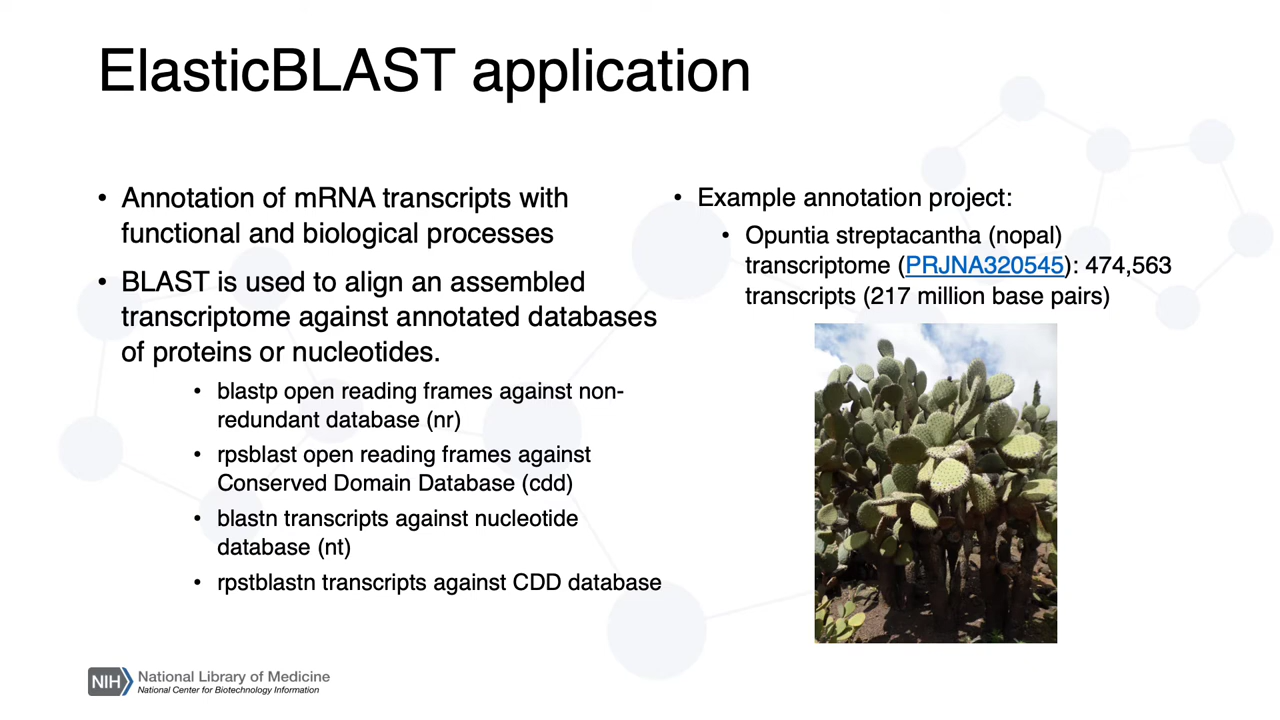 ElasticBLAST application
• Annotation of mRNA transcripts with
functional and biological processes
• BLAST is used to align an assembled
transcriptome against annotated databases
of proteins or nucleotides.
• blastp open reading frames against non-
redundant database (nr)
• rpsblast open reading frames against
Conserved Domain Database (cdd)
• blastn transcripts against nucleotide
database (nt)
• rpstblastn transcripts against CDD database
• Example annotation project:
• Opuntia streptacantha (nopal)
transcriptome (PRJNA320545): 474,563
transcripts (217 million base pairs)
NIH
National Library of Medicine
National Center for Biotechnology Information